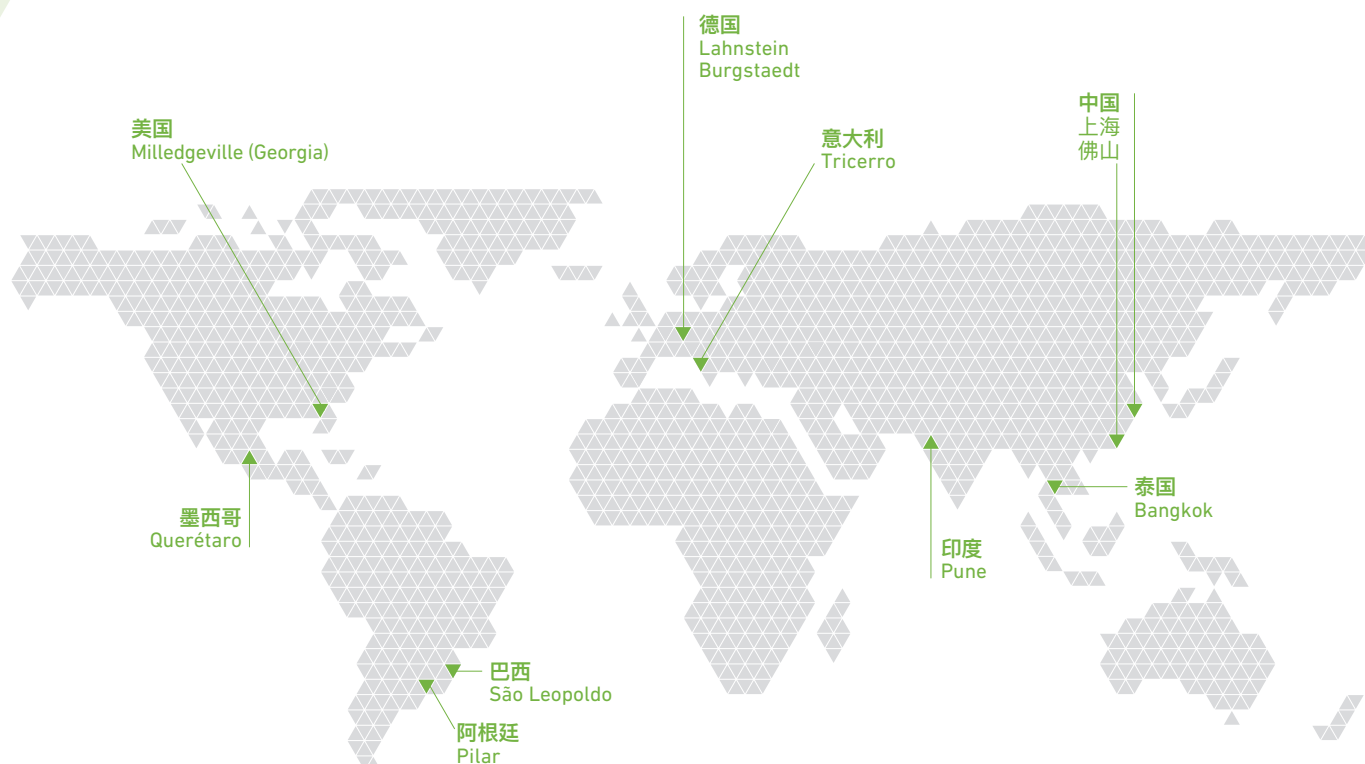 德国
Lahnstein
Burgstaedt
中国
上海
佛山
美国
Milledgeville (Georgia)
意大利
Tricerro
泰国
Bangkok
墨西哥
Querétaro
印度
Pune
巴西
São Leopoldo
阿根廷
Pilar